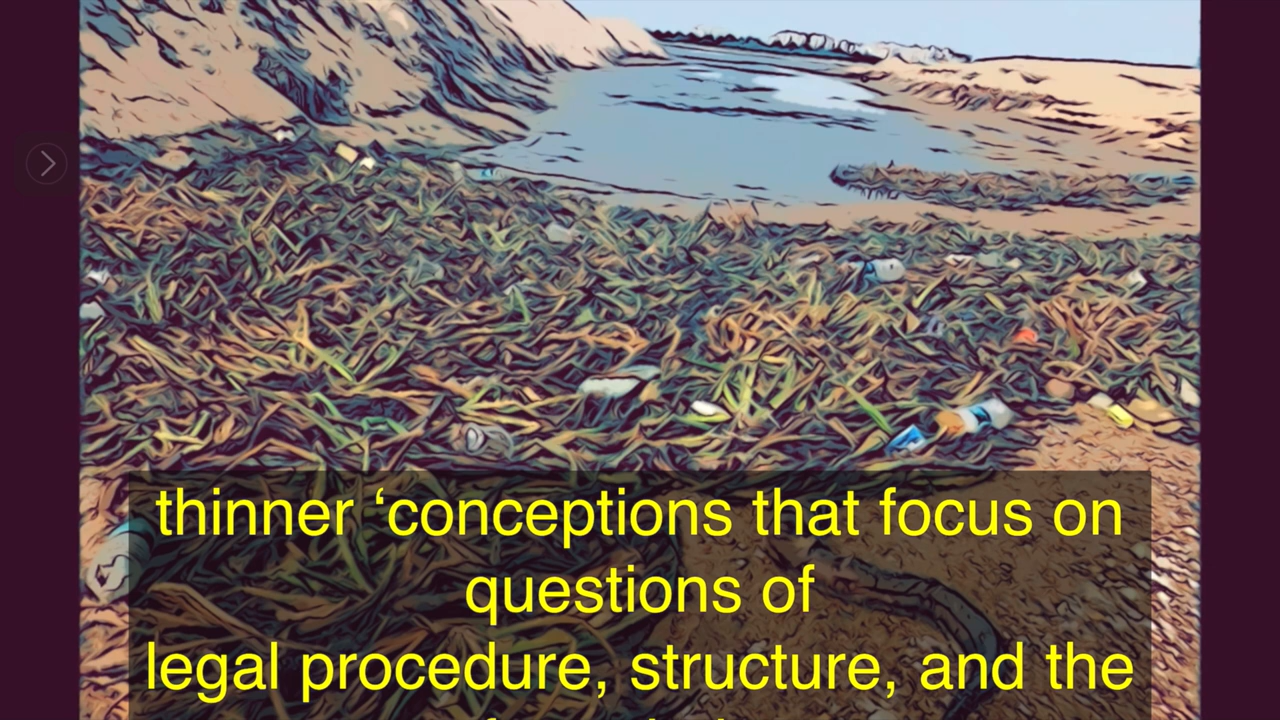 thinner ‘conceptions that focus on
questions of
legal procedure, structure, and the